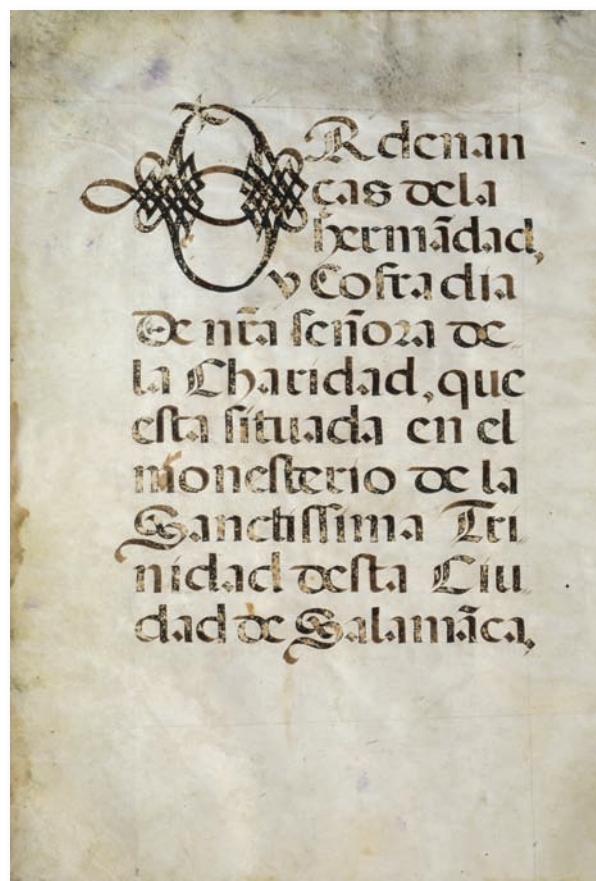 ORdenan
ças dela
hermãdad,
y Cofradia
De nr̃a señora de
la Charidad, que
esta situada en el
monesterio de la
Sanctissima Tri
nidad desta Ciu
dad de Salamãca,